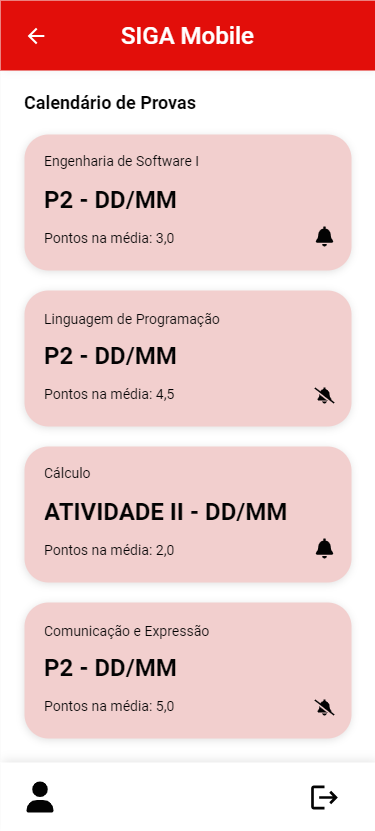 SIGA Mobile
Calendário de Provas
Engenharia de Software I
P2 - DD/MM
Pontos na média: 3,0
Linguagem de Programação
P2 - DD/MM
Pontos na média: 4,5
Cálculo
ATIVIDADE II - DD/MM
Pontos na média: 2,0
Comunicação e Expressão
P2 - DD/MM
Pontos na média: 5,0